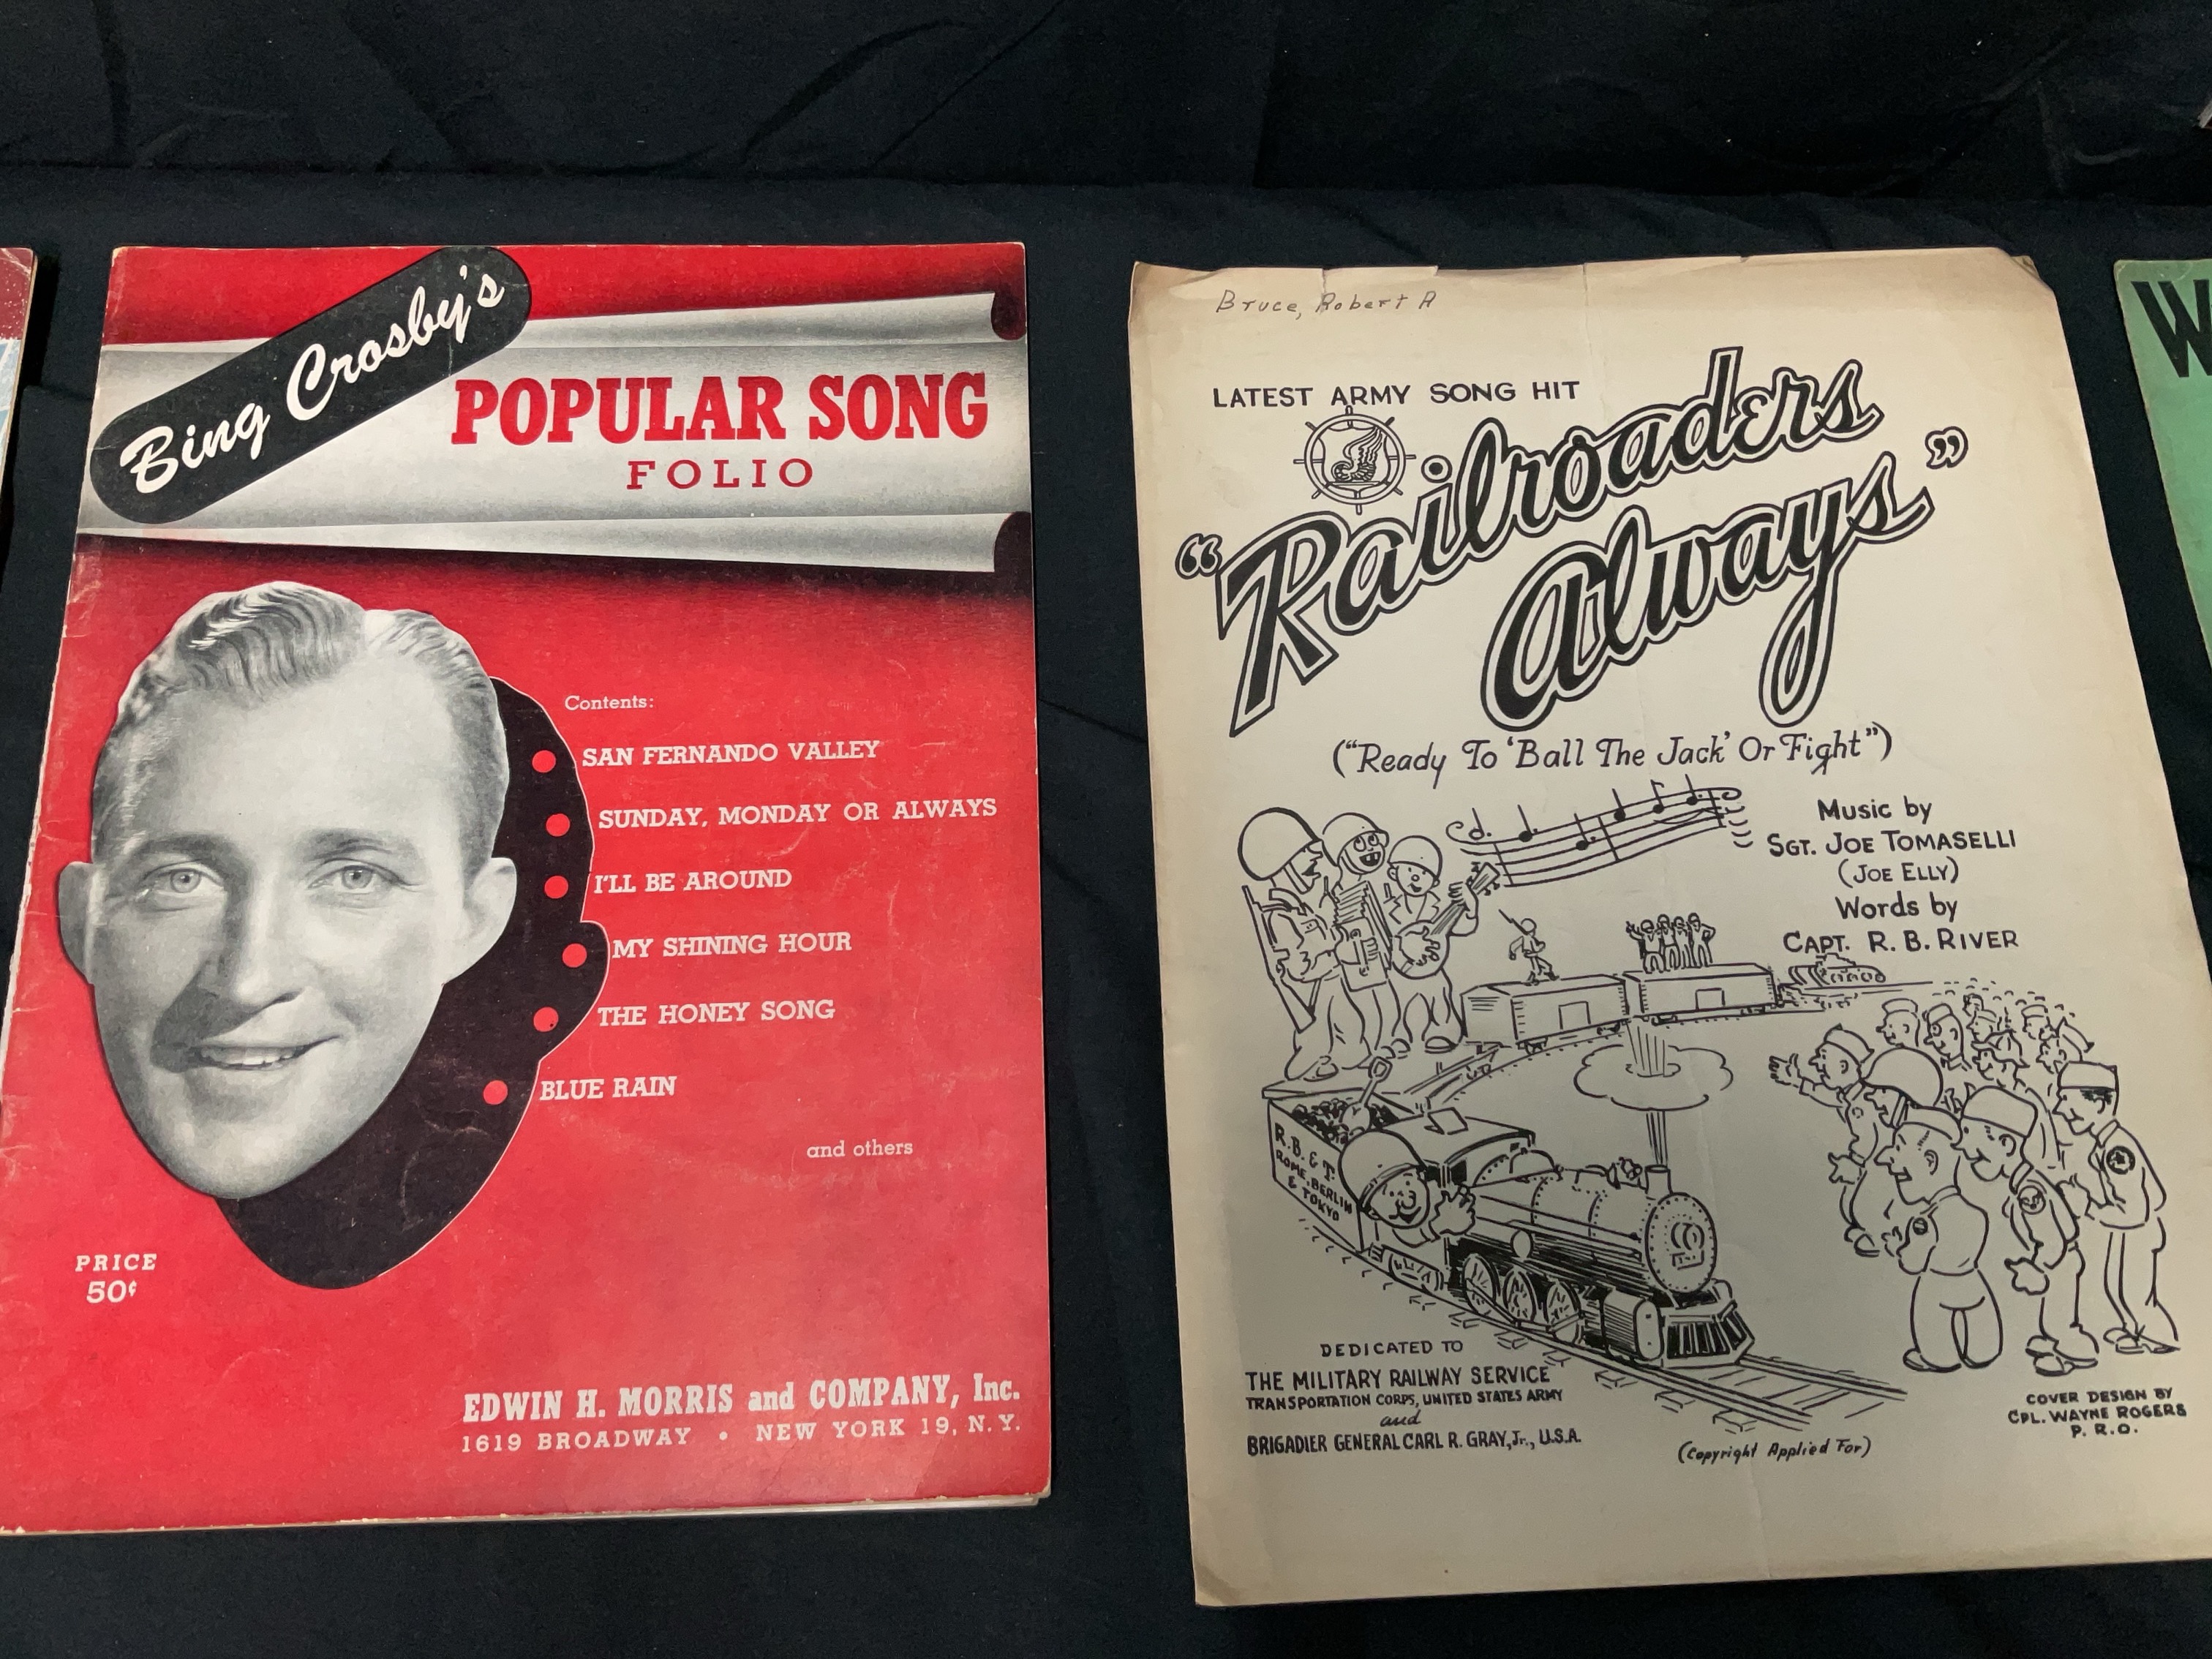 Bing Crosby's
POPULAR SONG
FOLIO
Contents:
SAN FERNANDO VALLEY
SUNDAY, MONDAY OR ALWAYS
I'LL BE AROUND
MY SHINING HOUR
THE HONEY SONG
BLUE RAIN
and others
PRICE
50¢
EDWIN H. MORRIS and COMPANY, Inc.
1619 BROADWAY • NEW YORK 19, N.Y.
Bruce, Robert A
LATEST ARMY SONG HIT
"Railroaders
Always"
("Ready To 'Ball The Jack' Or Fight")
Music by
SGT. JOE TOMASELLI
(JOE ELLY)
Words by
CAPT. R. B. RIVER
R.B. & T.
ROME, BERLIN
& TOKYO
DEDICATED TO
THE MILITARY RAILWAY SERVICE
TRANSPORTATION CORPS, UNITED STATES ARMY
and
BRIGADIER GENERAL CARL R. GRAY, Jr., U.S.A.
(Copyright Applied For)
COVER DESIGN BY
CPL. WAYNE ROGERS
P. R. O.
W